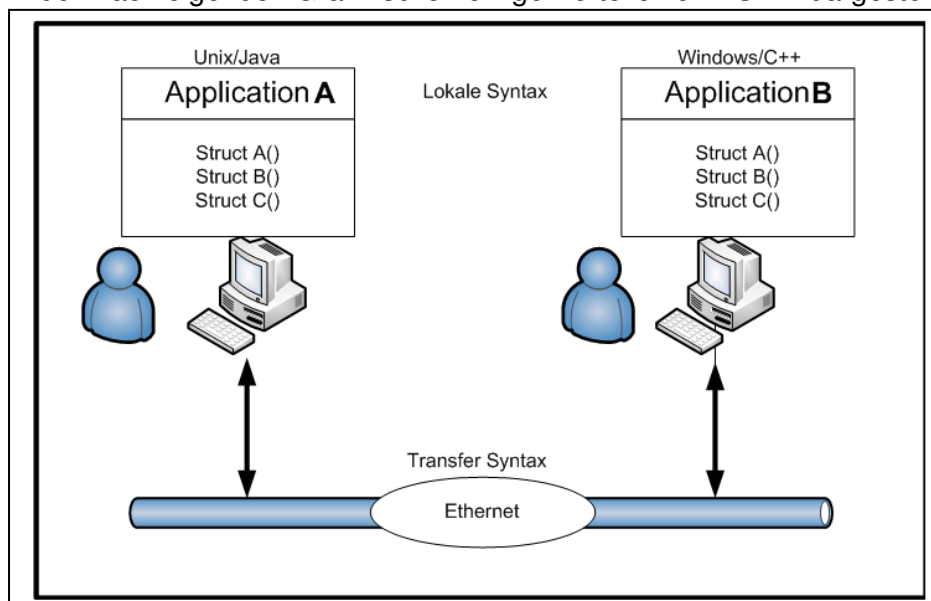 Unix/Java
Windows/C++
Application A
Lokale Syntax
Application B
Struct A()
Struct B()
Struct C()
Struct A()
Struct B()
Struct C()
Transfer Syntax
Ethernet